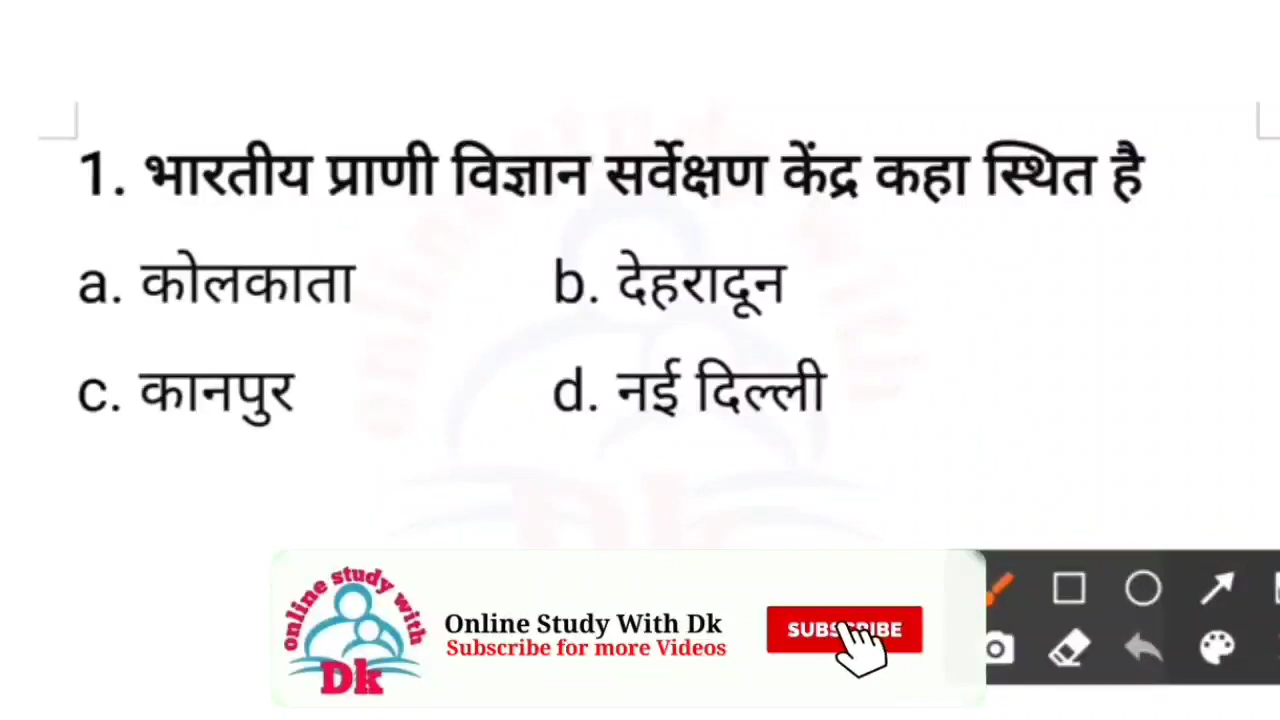 1. भारतीय प्राणी विज्ञान सर्वेक्षण केंद्र कहा स्थित है
a. कोलकाता b. देहरादून
c. कानपुर d. नई दिल्ली
online study with
Dk
Online Study With Dk
Subscribe for more Videos
SUBSCRIBE